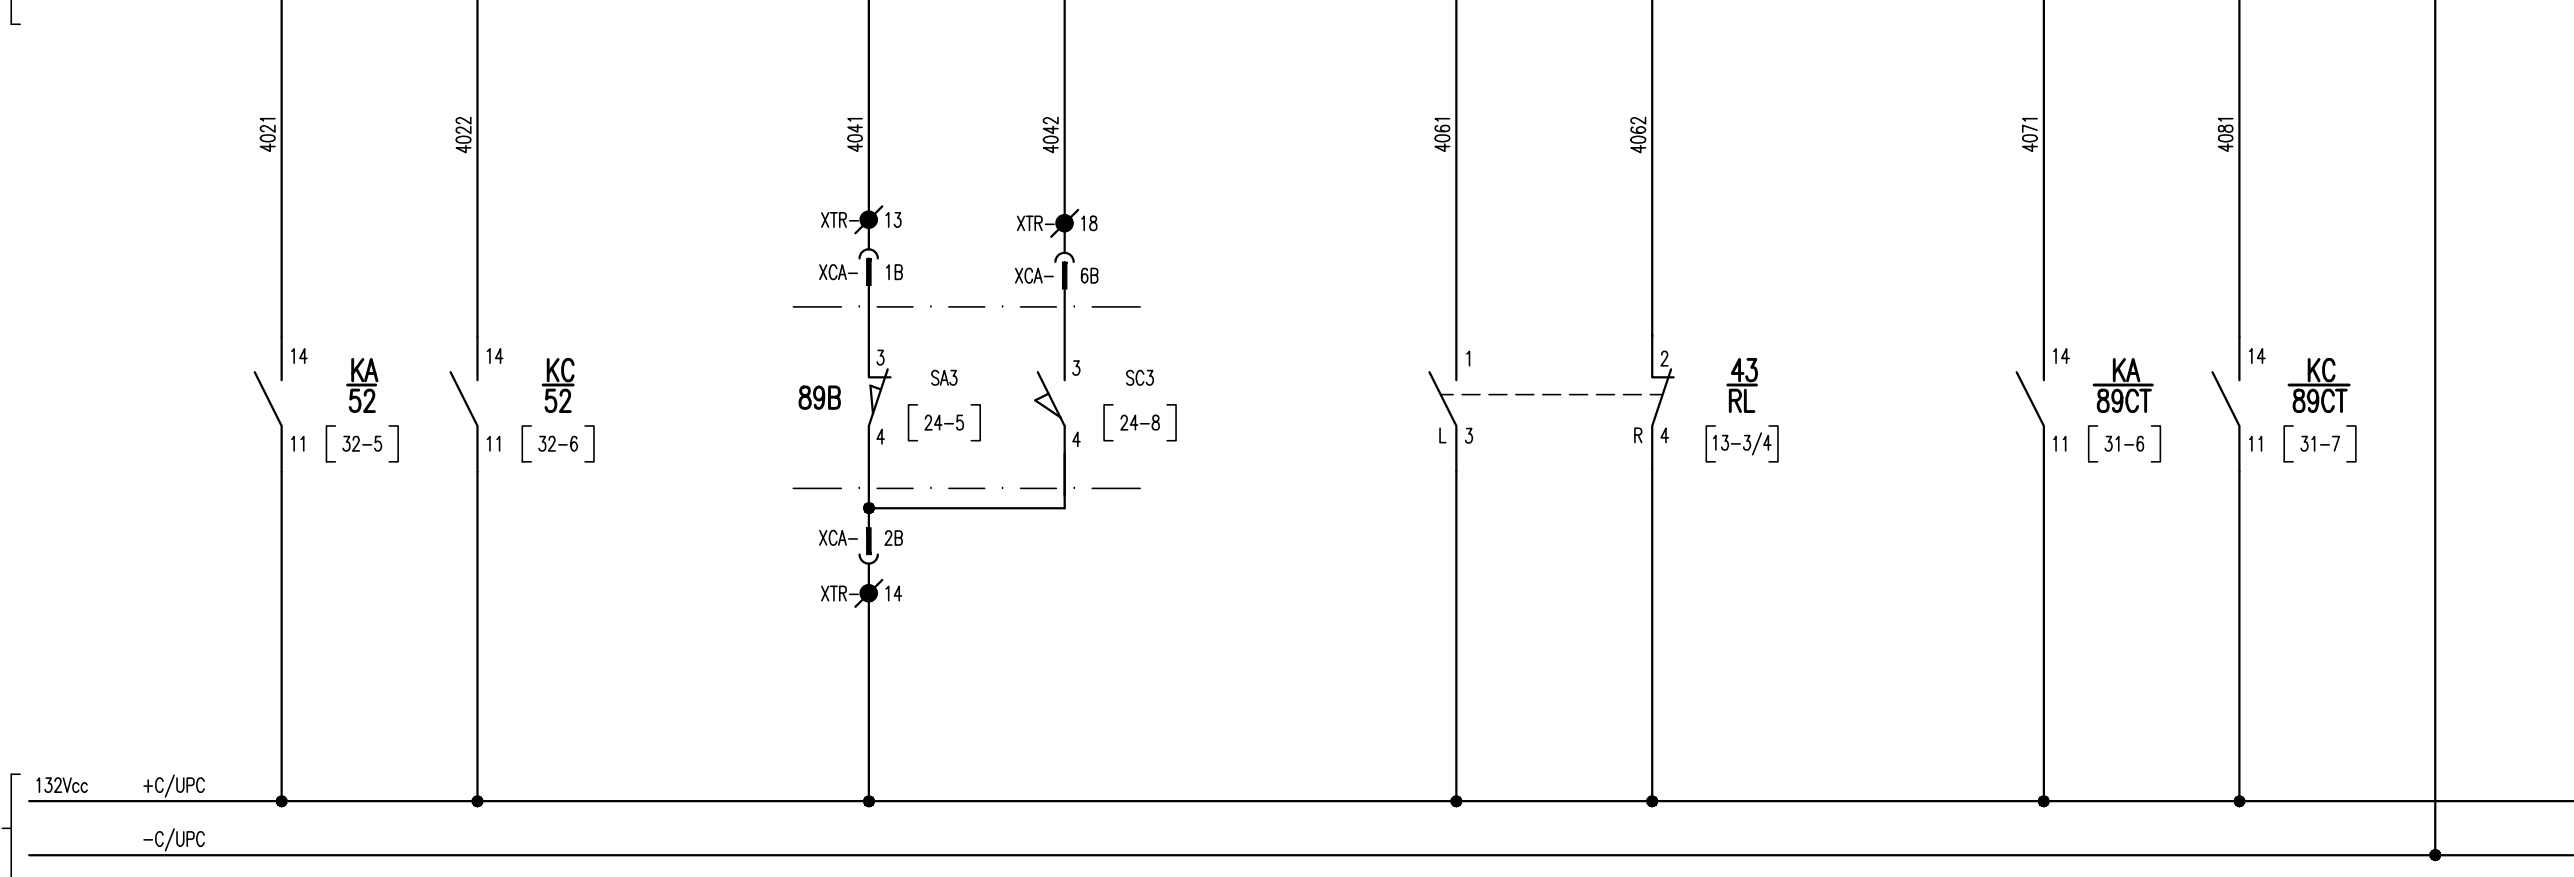 4021
4022
4041
4042
4061
4062
4071
4081
XTR- 13
XTR- 18
XCA- 1B
XCA- 6B
14
KA
52
11
32-5
14
KC
52
11
32-6
89B
3
4
SA3
24-5
3
4
SC3
24-8
1
L 3
2
R 4
43
RL
13-3/4
14
KA
89CT
11
31-6
14
KC
89CT
11
31-7
XCA- 2B
XTR- 14
132Vcc +C/UPC
-C/UPC